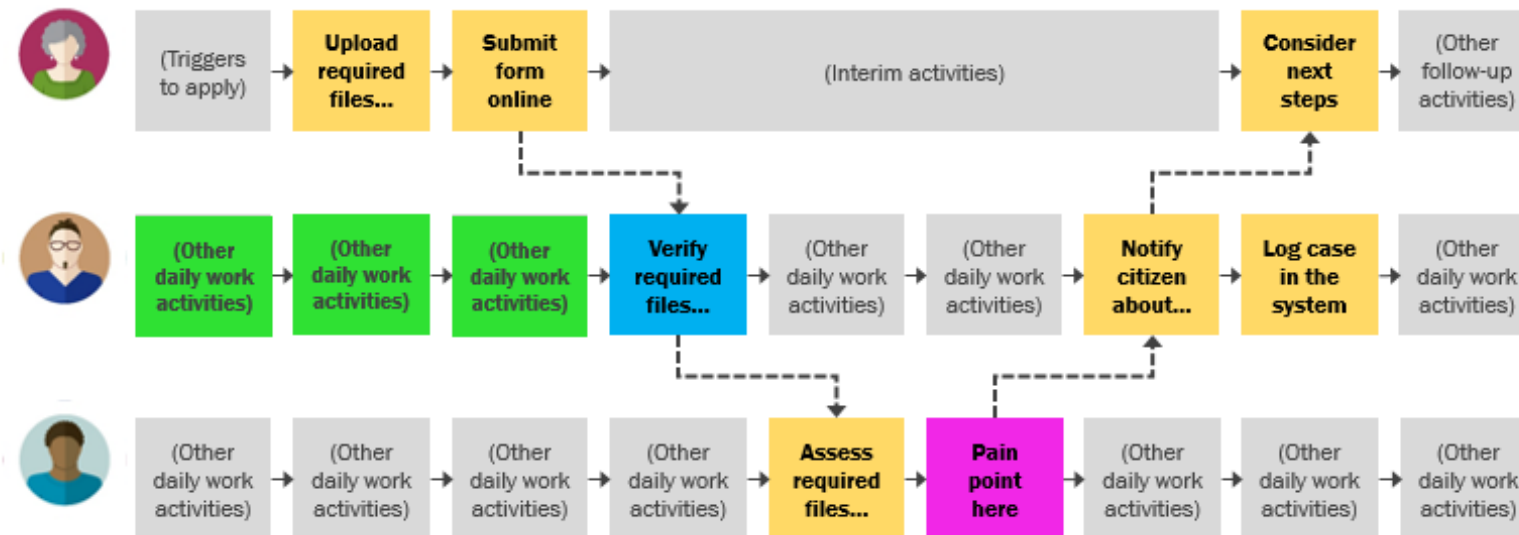 (Triggers
to apply)
Upload
required
files...
Submit
form
online
(Interim activities)
Consider
next
steps
(Other
follow-up
activities)
(Other
daily work
activities)
(Other
daily work
activities)
(Other
daily work
activities)
Verify
required
files...
(Other
daily work
activities)
(Other
daily work
activities)
Notify
citizen
about...
Log case
in the
system
(Other
daily work
activities)
(Other
daily work
activities)
(Other
daily work
activities)
(Other
daily work
activities)
(Other
daily work
activities)
Assess
required
files...
Pain
point
here
(Other
daily work
activities)
(Other
daily work
activities)
(Other
daily work
activities)